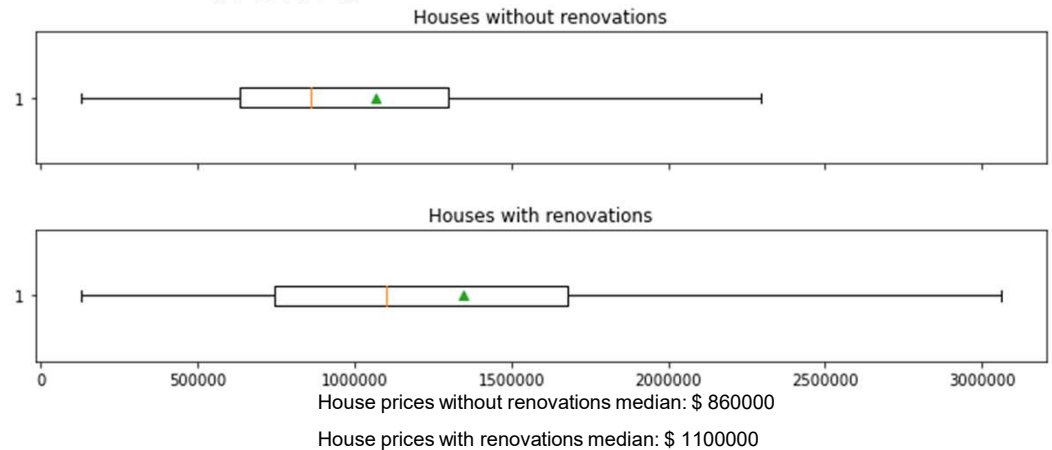 Houses without renovations
1
Houses with renovations
1
0 500000 1000000 1500000 2000000 2500000 3000000
House prices without renovations median: $ 860000
House prices with renovations median: $ 1100000